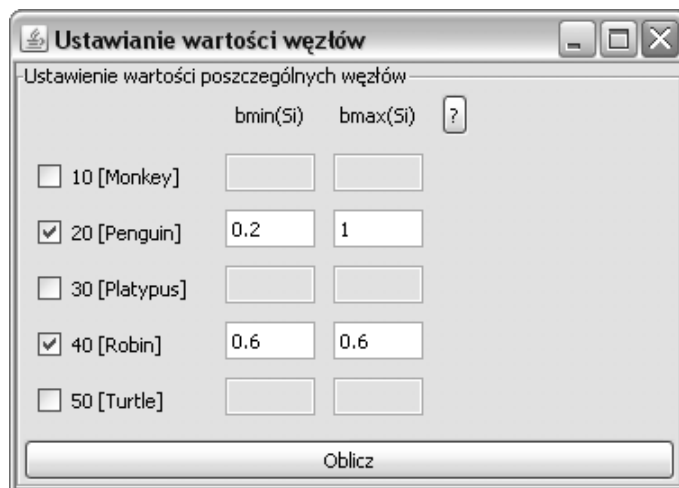 Ustawianie wartości węzłów
Ustawienie wartości poszczególnych węzłów
bmin(Si) bmax(Si) ?
10 [Monkey]
20 [Penguin] 0.2 1
30 [Platypus]
40 [Robin] 0.6 0.6
50 [Turtle]
Oblicz